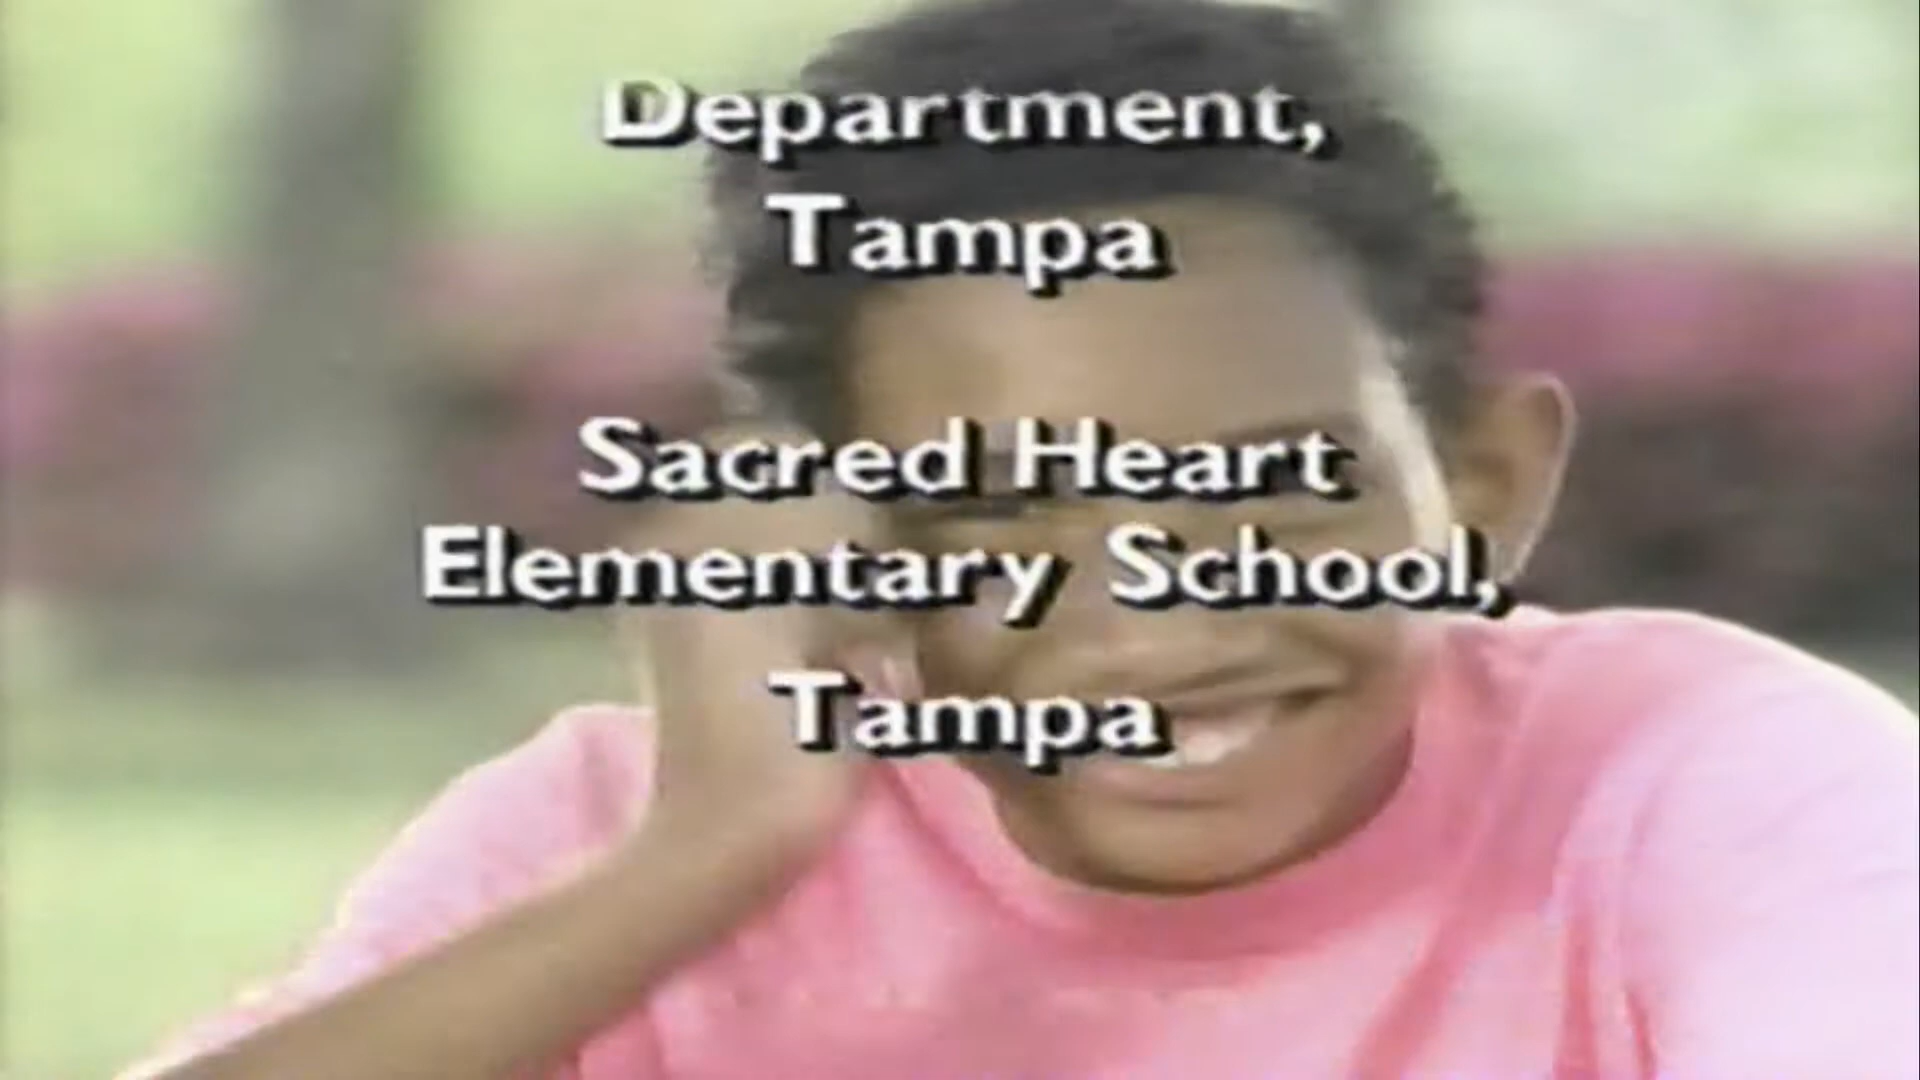 Department,
Tampa
Sacred Heart
Elementary School,
Tampa